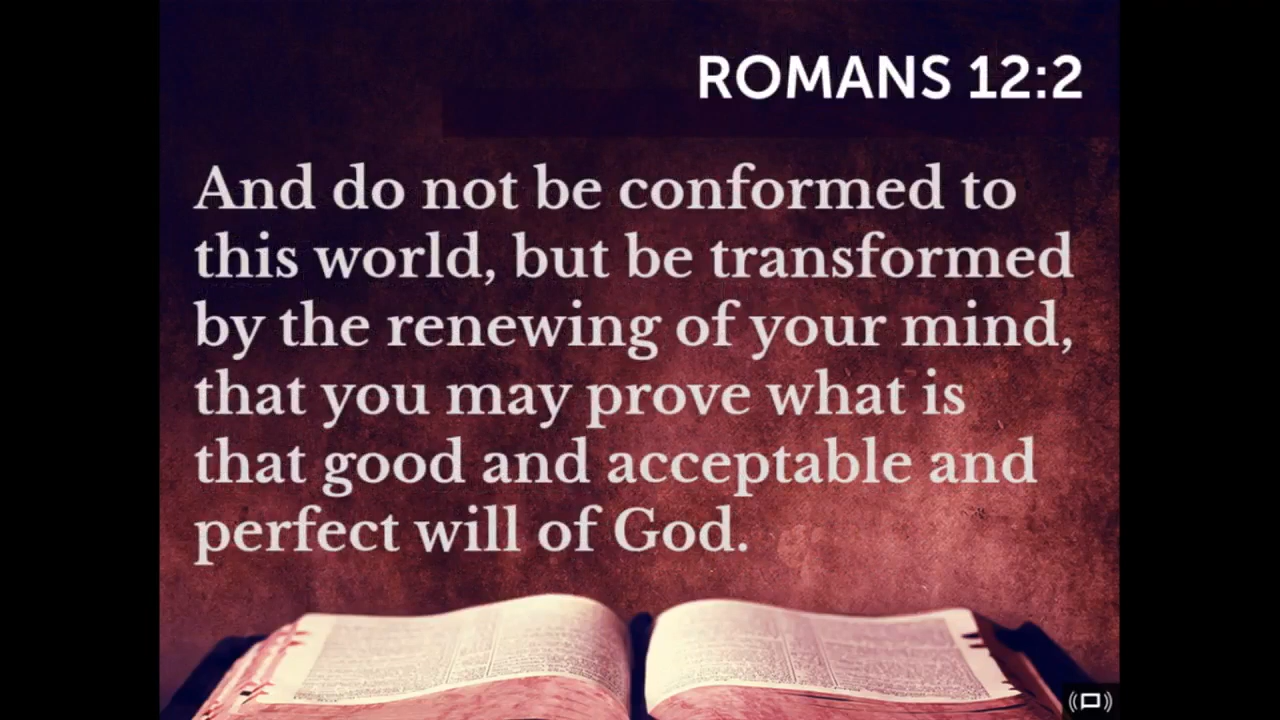 ROMANS 12:2
And do not be conformed to
this world, but be transformed
by the renewing of your mind,
that you may prove what is
that good and acceptable and
perfect will of God.